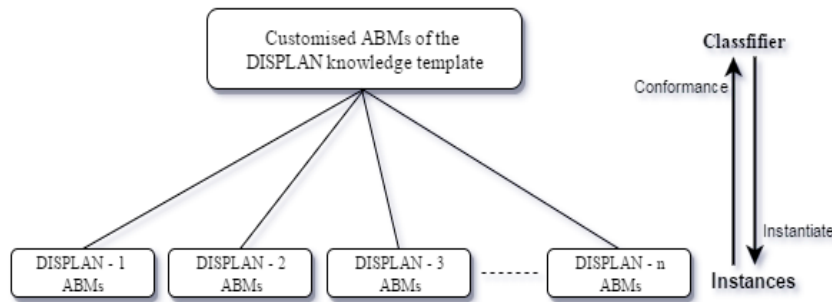 Customised ABMs of the
DISPLAN knowledge template
Classfifier
Conformance
Instantiate
DISPLAN - 1
ABMs
DISPLAN - 2
ABMs
DISPLAN - 3
ABMs
DISPLAN - n
ABMs
Instances